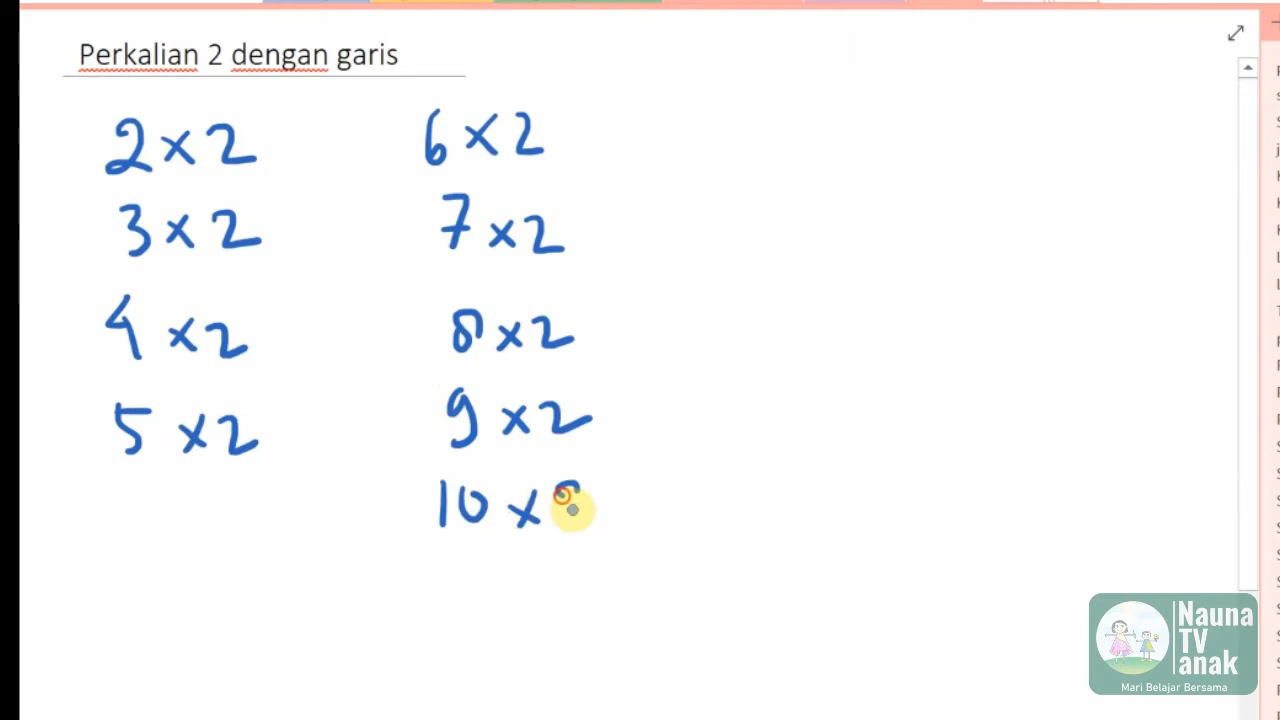 Perkalian 2 dengan garis
2 x 2
3 x 2
4 x 2
5 x 2
6 x 2
7 x 2
8 x 2
9 x 2
10 x
Nauna
TV
anak
Mari Belajar Bersama